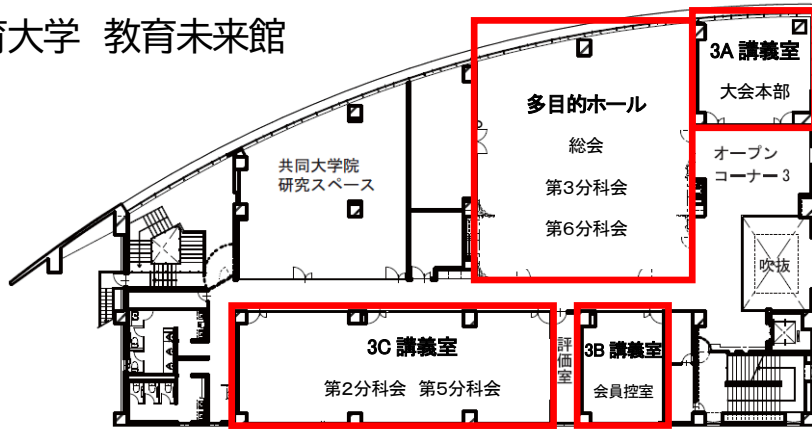 育大学 教育未来館
3A 講義室
大会本部
多目的ホール
総会
第3分科会
第6分科会
オープン
コーナー 3
共同大学院
研究スペース
吹抜
3C 講義室
第2分科会 第5分科会
評価室
3B 講義室
会員控室